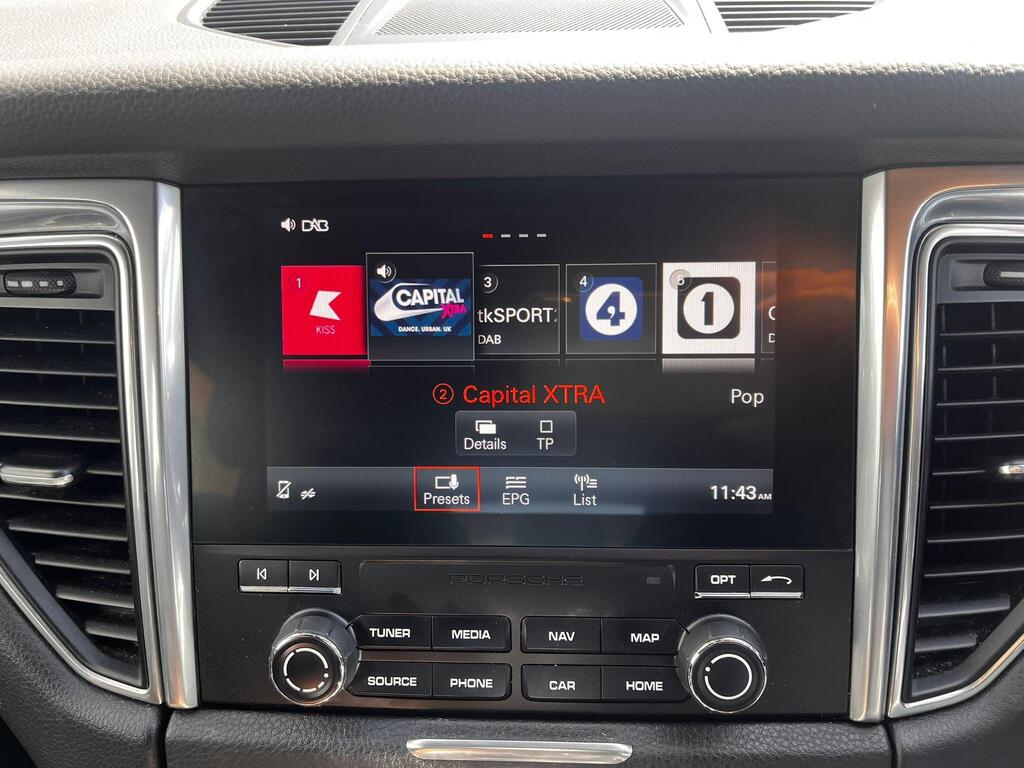 DAB
1
KISS
CAPITAL
XTRA
DANCE. URBAN. UK
3
tkSPORT
DAB
4
4
5
1
② Capital XTRA
Pop
Details
TP
Presets
EPG
List
11:43 AM
PORSCHE
OPT
TUNER
MEDIA
NAV
MAP
SOURCE
PHONE
CAR
HOME